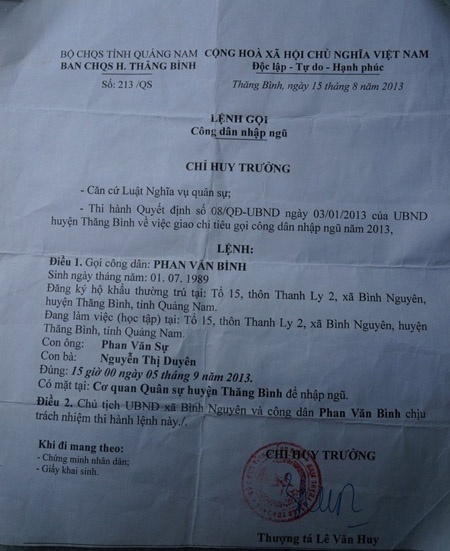 BỘ CHQS TỈNH QUẢNG NAM
BAN CHQS H. THĂNG BÌNH
Số: 213 /QS
CỘNG HOÀ XÃ HỘI CHỦ NGHĨA VIỆT NAM
Độc lập - Tự do - Hạnh phúc
Thăng Bình, ngày 15 tháng 8 năm 2013
LỆNH GỌI
Công dân nhập ngũ
CHỈ HUY TRƯỞNG
- Căn cứ Luật Nghĩa vụ quân sự;
- Thi hành Quyết định số 08/QĐ-UBND ngày 03/01/2013 của UBND
huyện Thăng Bình về việc giao chỉ tiêu gọi công dân nhập ngũ năm 2013,
LỆNH:
Điều 1. Gọi công dân: PHAN VĂN BÌNH
Sinh ngày tháng năm: 01. 07. 1989
Đăng ký hộ khẩu thường trú tại: Tổ 15, thôn Thanh Ly 2, xã Bình Nguyên,
huyện Thăng Bình, tỉnh Quảng Nam.
Đang làm việc (học tập) tại: Tổ 15, thôn Thanh Ly 2, xã Bình Nguyên, huyện
Thăng Bình, tỉnh Quảng Nam.
Con ông: Phan Văn Sự
Con bà: Nguyễn Thị Duyên
Đúng: 15 giờ 00 ngày 05 tháng 9 năm 2013.
Có mặt tại: Cơ quan Quân sự huyện Thăng Bình để nhập ngũ.
Điều 2. Chủ tịch UBND xã Bình Nguyên và công dân Phan Văn Bình chịu
trách nhiệm thi hành lệnh này./.
Khi đi mang theo:
- Chứng minh nhân dân;
- Giấy khai sinh.
CHỈ HUY TRƯỞNG
Thượng tá Lê Văn Huy